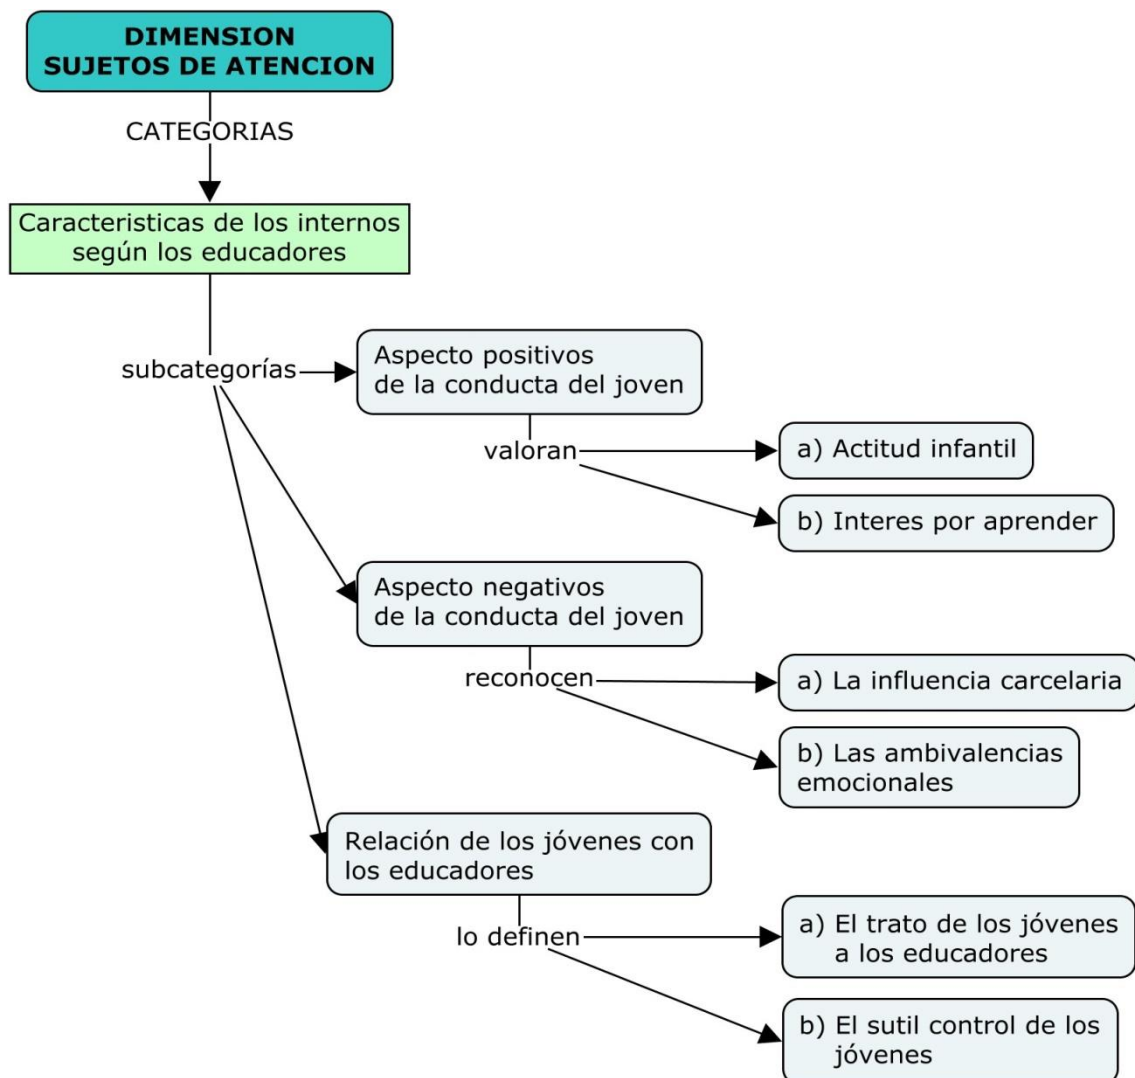 DIMENSION
SUJETOS DE ATENCION
CATEGORIAS
Caracteristicas de los internos
según los educadores
subcategorías
Aspecto positivos
de la conducta del joven
valoran
a) Actitud infantil
b) Interes por aprender
Aspecto negativos
de la conducta del joven
reconocen
a) La influencia carcelaria
b) Las ambivalencias
emocionales
Relación de los jóvenes con
los educadores
lo definen
a) El trato de los jóvenes
a los educadores
b) El sutil control de los
jóvenes